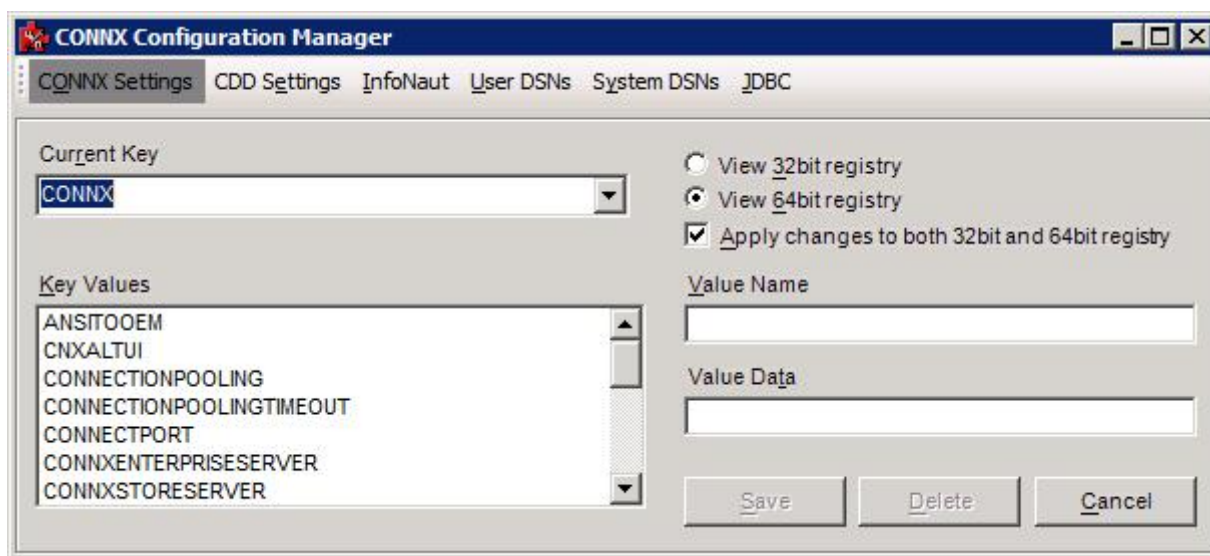 CONNX Configuration Manager
CONNX Settings CDD Settings InfoNaut User DSNs System DSNs JDBC
Current Key
CONNX
View 32bit registry
View 64bit registry
Apply changes to both 32bit and 64bit registry
Key Values
ANSITOOEM
CNXALTUI
CONNECTIONPOOLING
CONNECTIONPOOLINGTIMEOUT
CONNECTPORT
CONNXENTERPRISESERVER
CONNXSTORESERVER
Value Name
Value Data
Save Delete Cancel